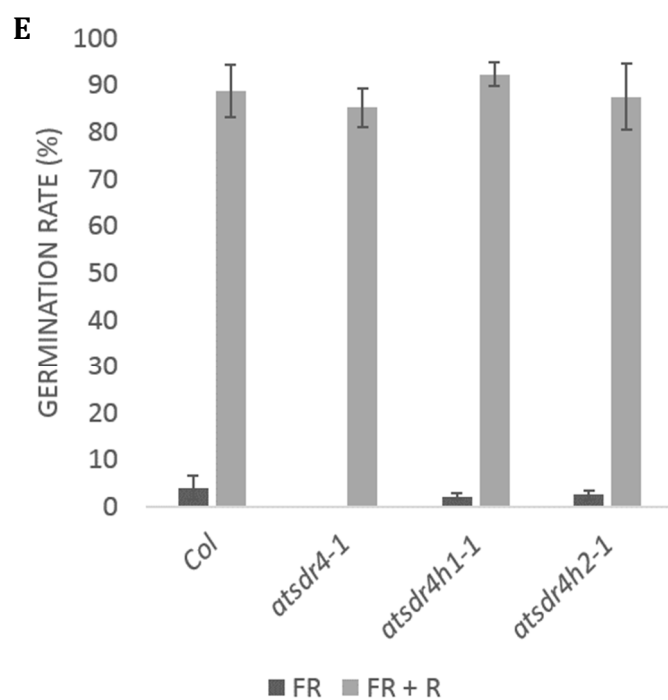 E
GERMINATION RATE (%)
100
90
80
70
60
50
40
30
20
10
0
Col
atsdr4-1
atsdr4h1-1
atsdr4h2-1
FR FR + R